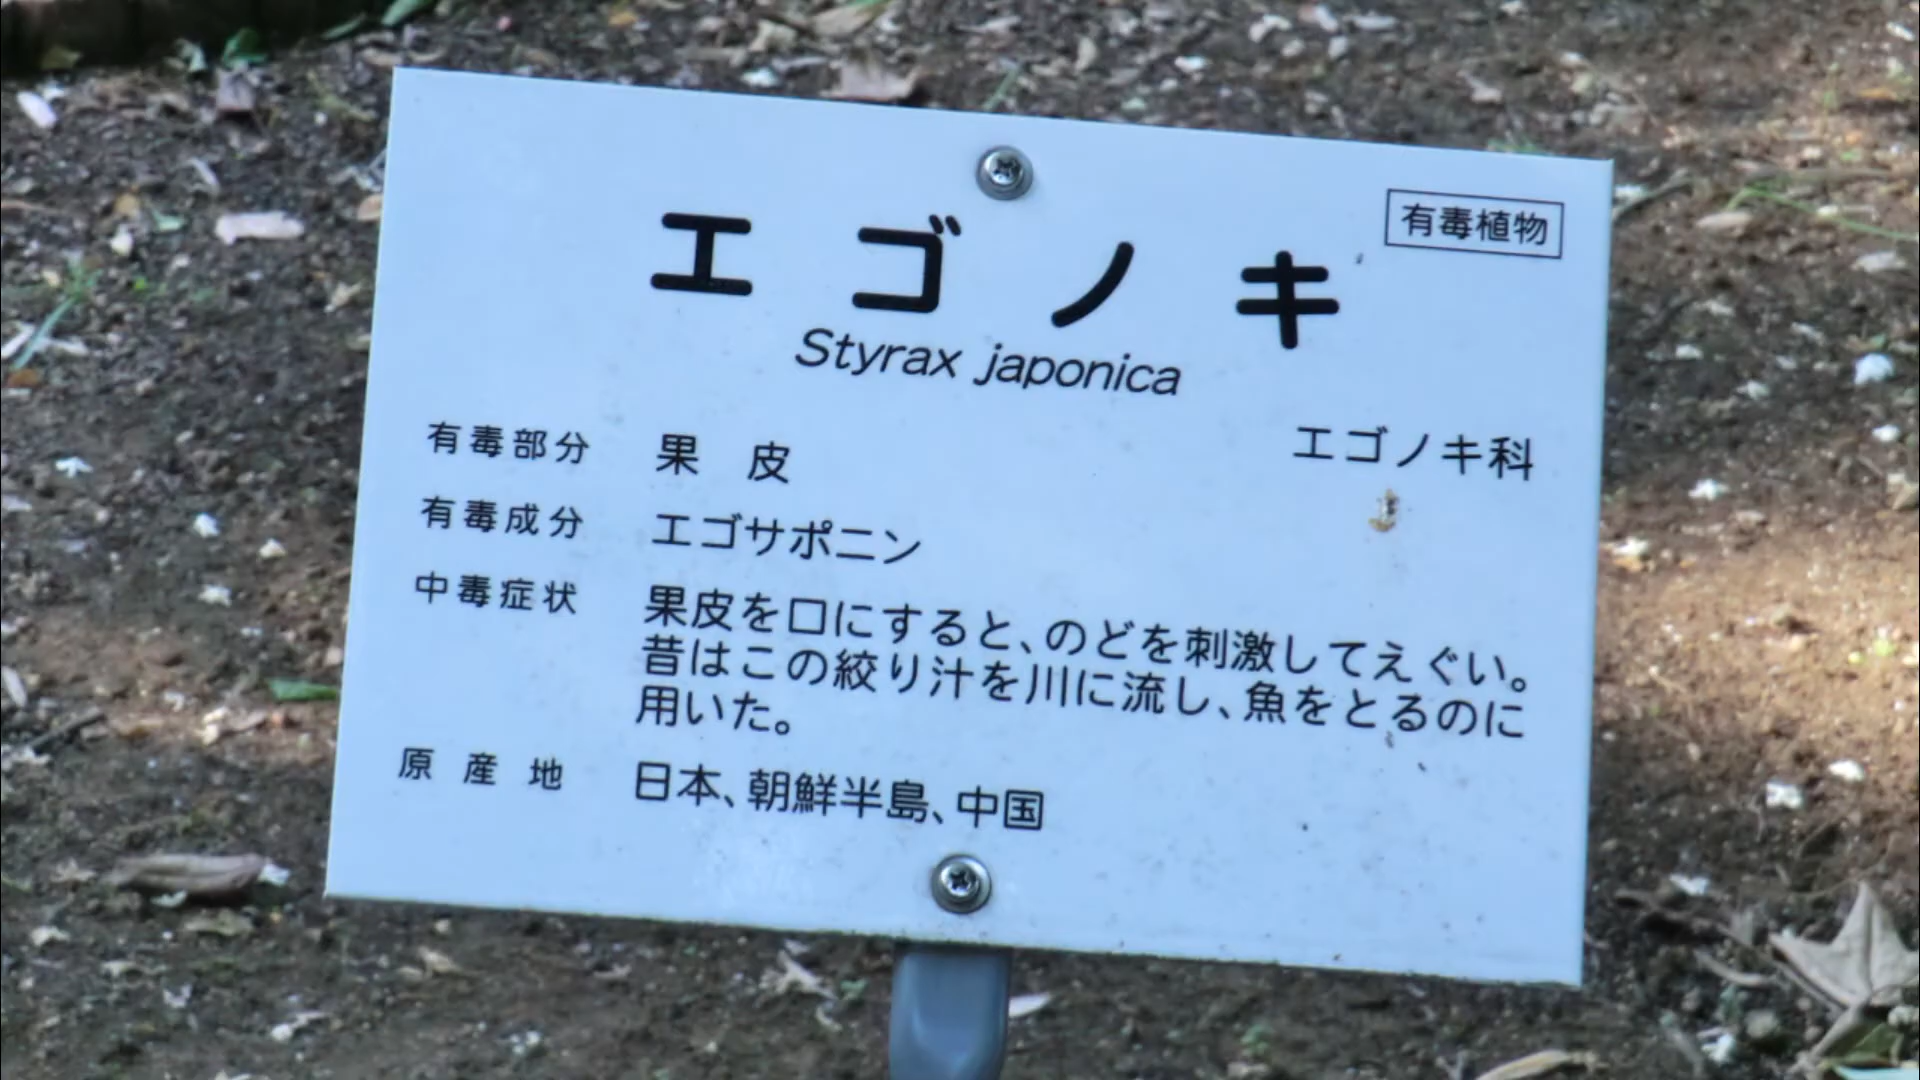 有毒植物
エゴノキ
Styrax japonica
エゴノキ科
有毒部分 果 皮
有毒成分 エゴサポニン
中毒症状 果皮を口にすると、のどを刺激してえぐい。
昔はこの絞り汁を川に流し、魚をとるのに
用いた。
原産地 日本、朝鮮半島、中国